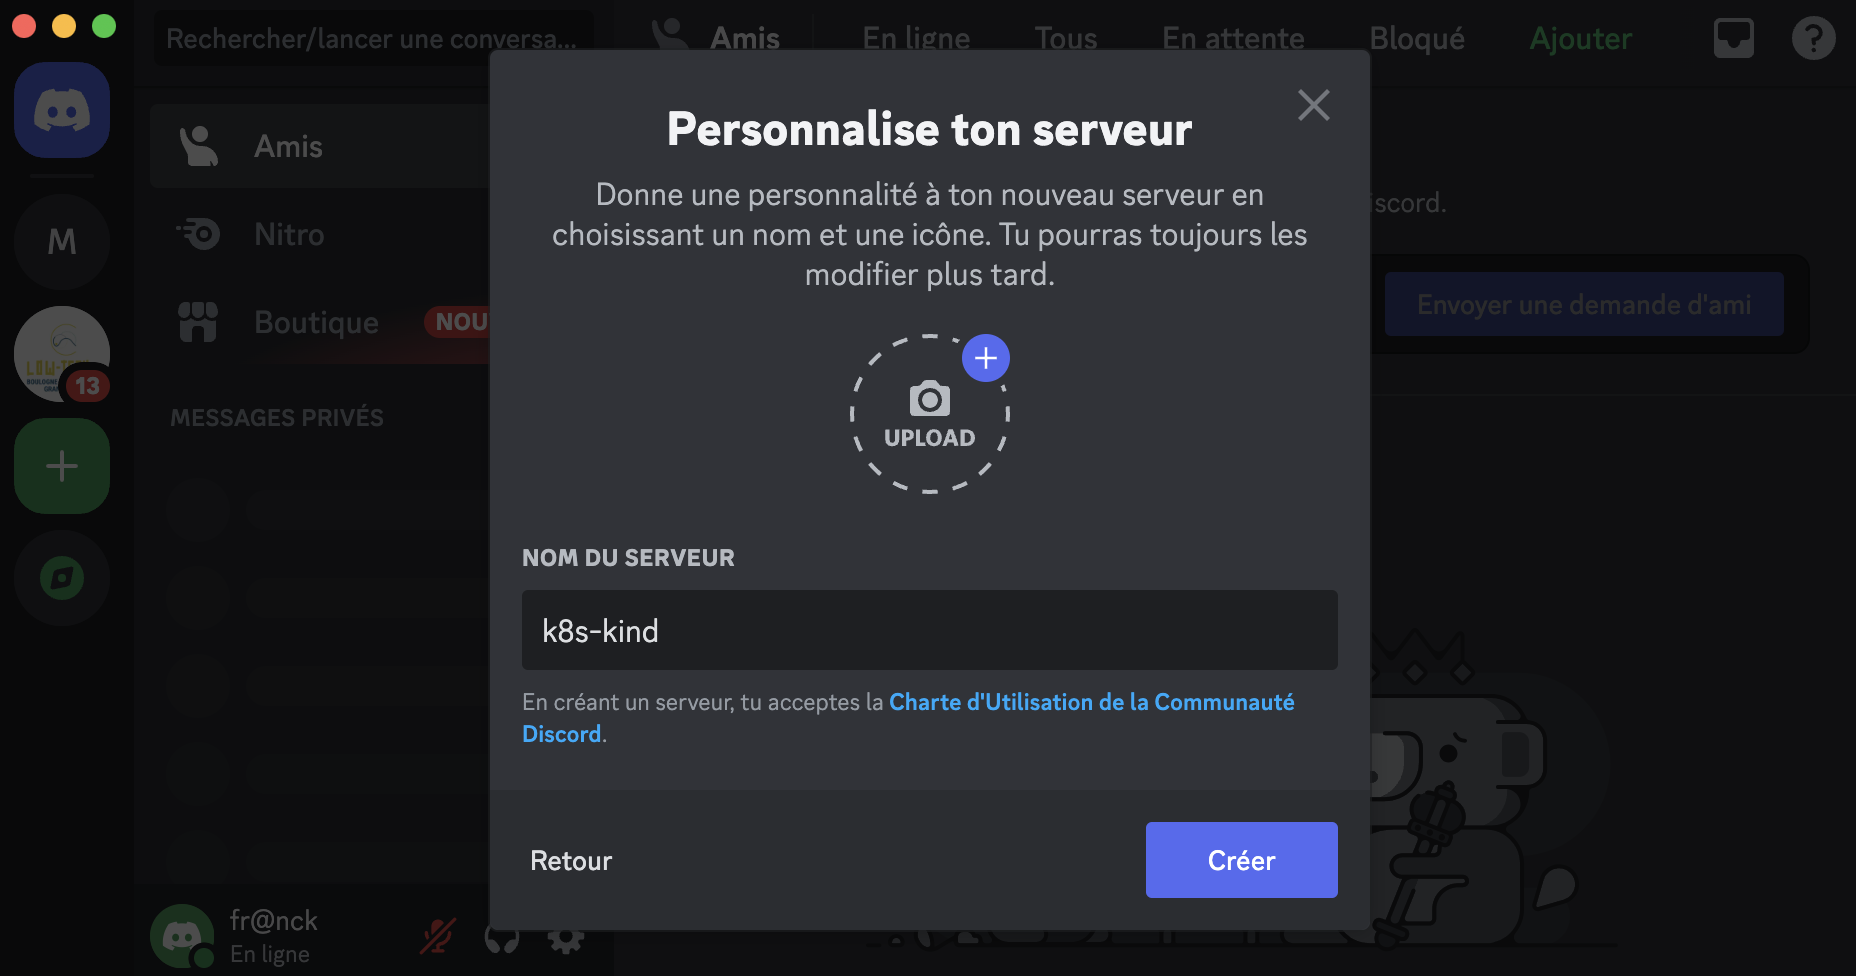 Rechercher/lancer une conversa...
Amis
En ligne
Tous
En attente
Bloqué
Ajouter
M
13
Amis
Nitro
Boutique
NOU
MESSAGES PRIVÉS
fr@nck
En ligne
iscord.
Envoyer une demande d'ami
Personnalise ton serveur
Donne une personnalité à ton nouveau serveur en
choisissant un nom et une icône. Tu pourras toujours les
modifier plus tard.
UPLOAD
NOM DU SERVEUR
k8s-kind
En créant un serveur, tu acceptes la Charte d'Utilisation de la Communauté
Discord.
Retour
Créer